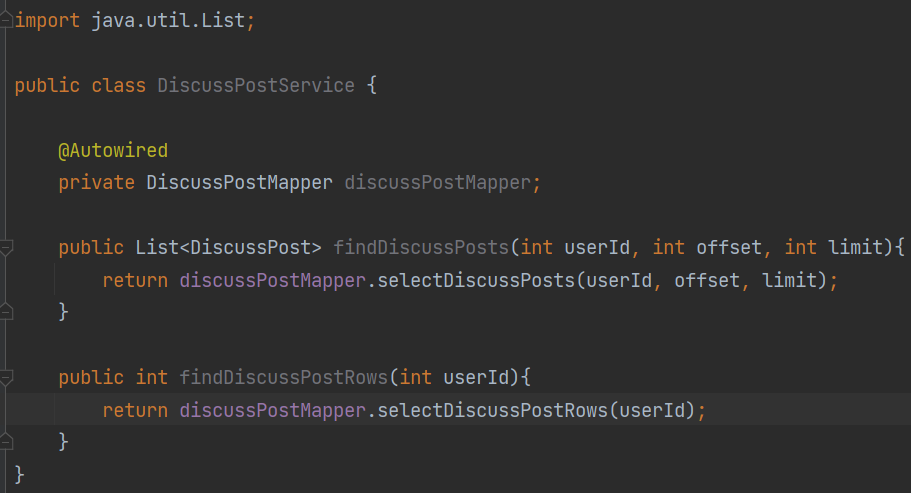 import java.util.List;
public class DiscussPostService {
@Autowired
private DiscussPostMapper discussPostMapper;
public List<DiscussPost> findDiscussPosts(int userId, int offset, int limit){
return discussPostMapper.selectDiscussPosts(userId, offset, limit);
}
public int findDiscussPostRows(int userId){
return discussPostMapper.selectDiscussPostRows(userId);
}
}